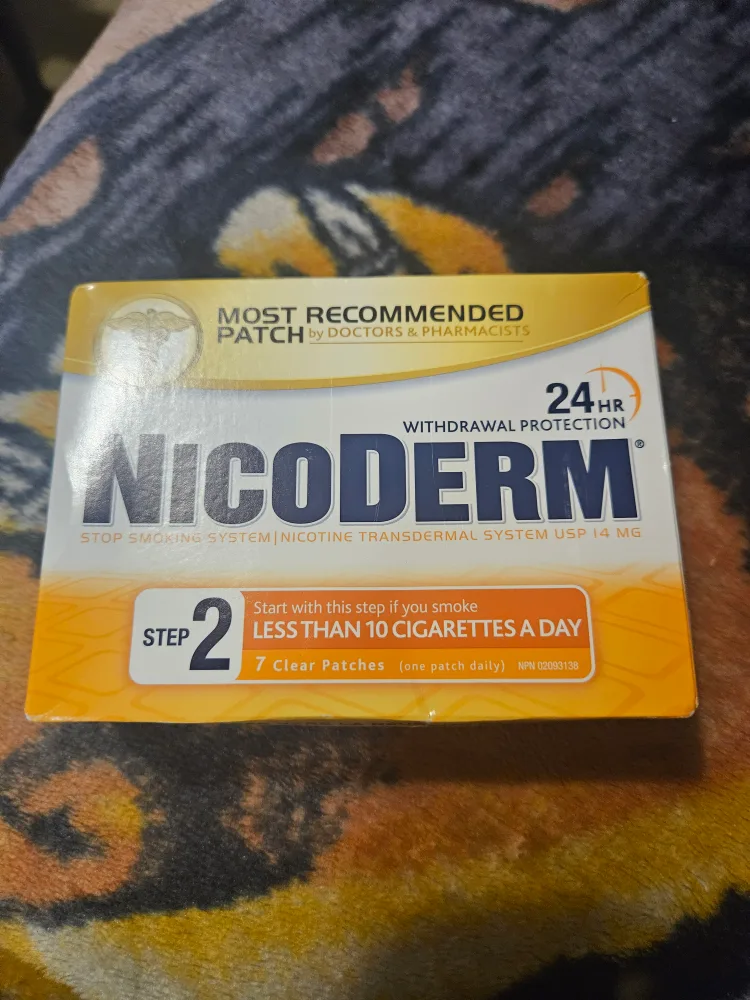 MOST RECOMMENDED
PATCH by DOCTORS & PHARMACISTS
24 HR
WITHDRAWAL PROTECTION
NICODERM®
STOP SMOKING SYSTEM | NICOTINE TRANSDERMAL SYSTEM USP 14 MG
STEP 2
Start with this step if you smoke
LESS THAN 10 CIGARETTES A DAY
7 Clear Patches (one patch daily) NPN 02093138